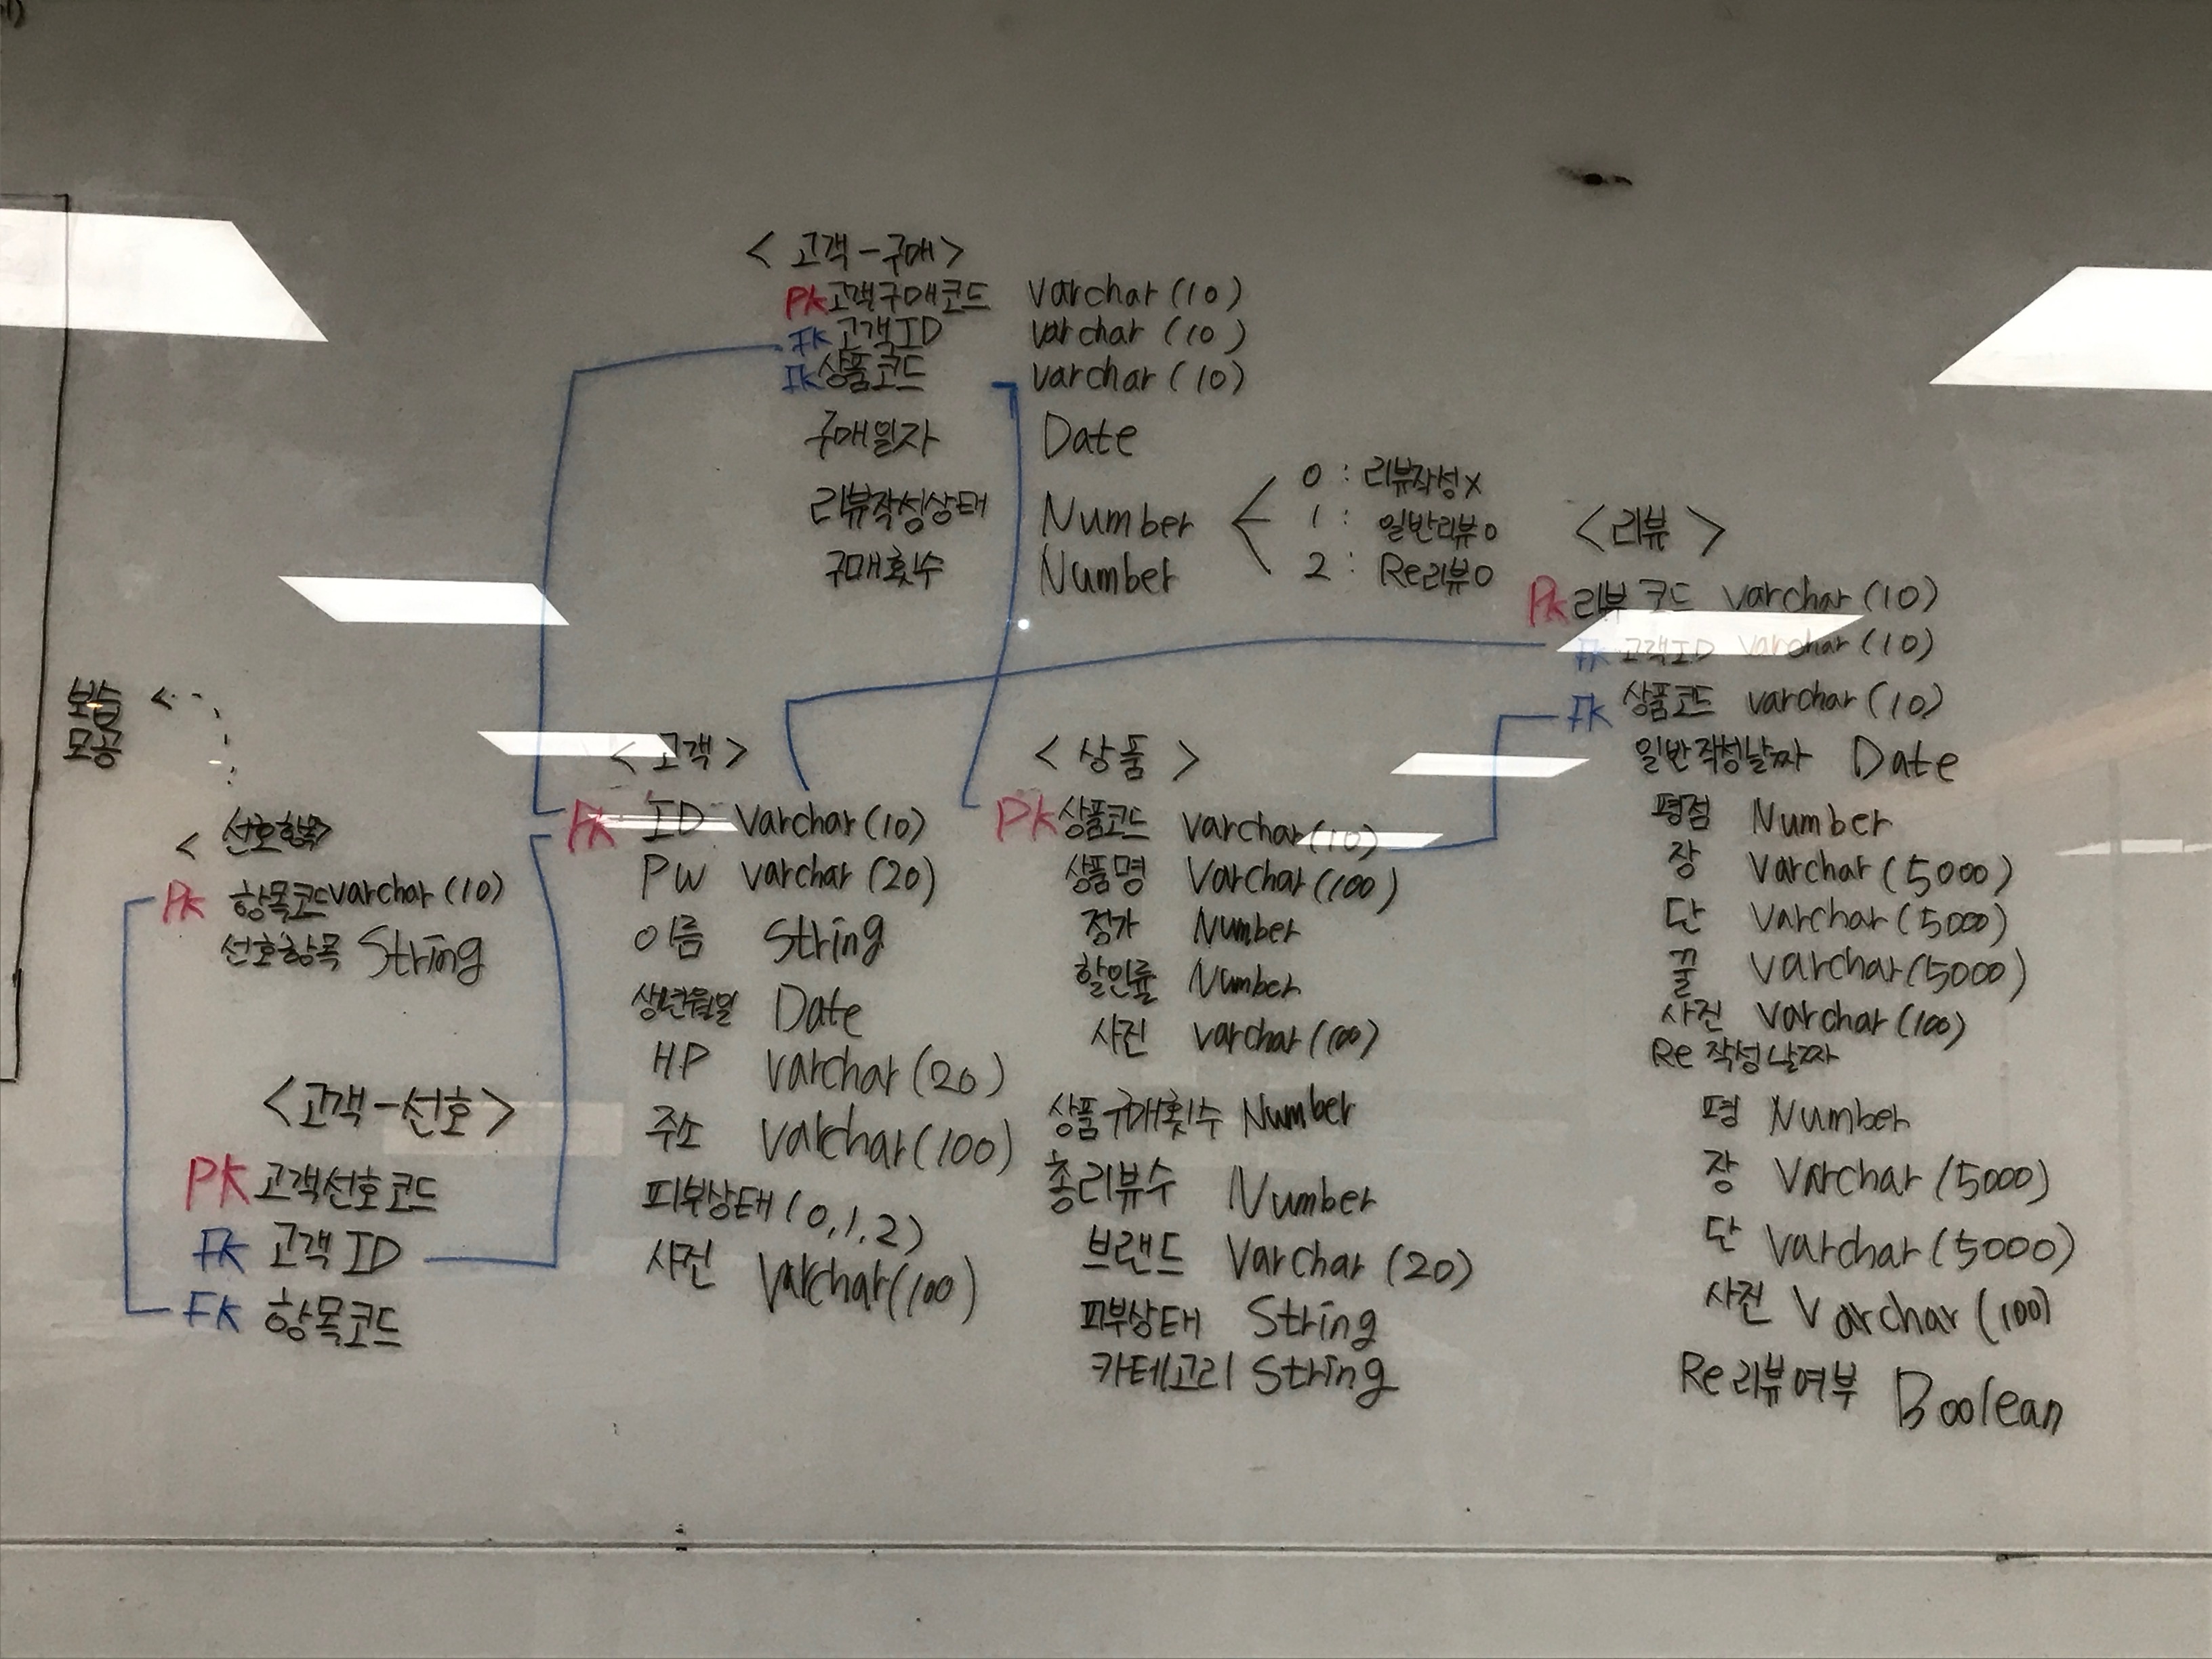 < 고객 - 구매 >
PK 고객구매코드 Varchar (10)
FK 고객ID varchar (10)
FK 상품코드 varchar (10)
구매일자 Date
리뷰작성상태 Number
0 : 리뷰작성 x
1 : 일반리뷰 o
2 : Re리뷰 o
구매횟수 Number
< 리뷰 >
PK 리뷰코드 Varchar (10)
FK 고객ID Varchar (10)
FK 상품코드 varchar (10)
일반작성날짜 Date
평점 Number
장 Varchar (5000)
단 Varchar (5000)
꿀 Varchar (5000)
사진 Varchar (100)
Re 작성날짜
평 Number
장 Varchar (5000)
단 Varchar (5000)
사진 Varchar (100)
Re리뷰여부 Boolean
보습
모공
< 선호항목
PK 항목코드 varchar (10)
선호항목 String
< 고객 - 선호 >
PK 고객선호코드
FK 고객 ID
FK 항목코드
< 고객 >
PK ID Varchar (10)
PW Varchar (20)
이름 String
생년월일 Date
HP Varchar (20)
주소 Varchar (100)
피부상태 (0,1,2)
사진 Varchar (100)
< 상품 >
PK 상품코드 varchar (10)
상품명 Varchar (100)
정가 Number
할인률 Number
사진 varchar (100)
상품구매횟수 Number
총리뷰수 Number
브랜드 Varchar (20)
피부상태 String
카테고리 String